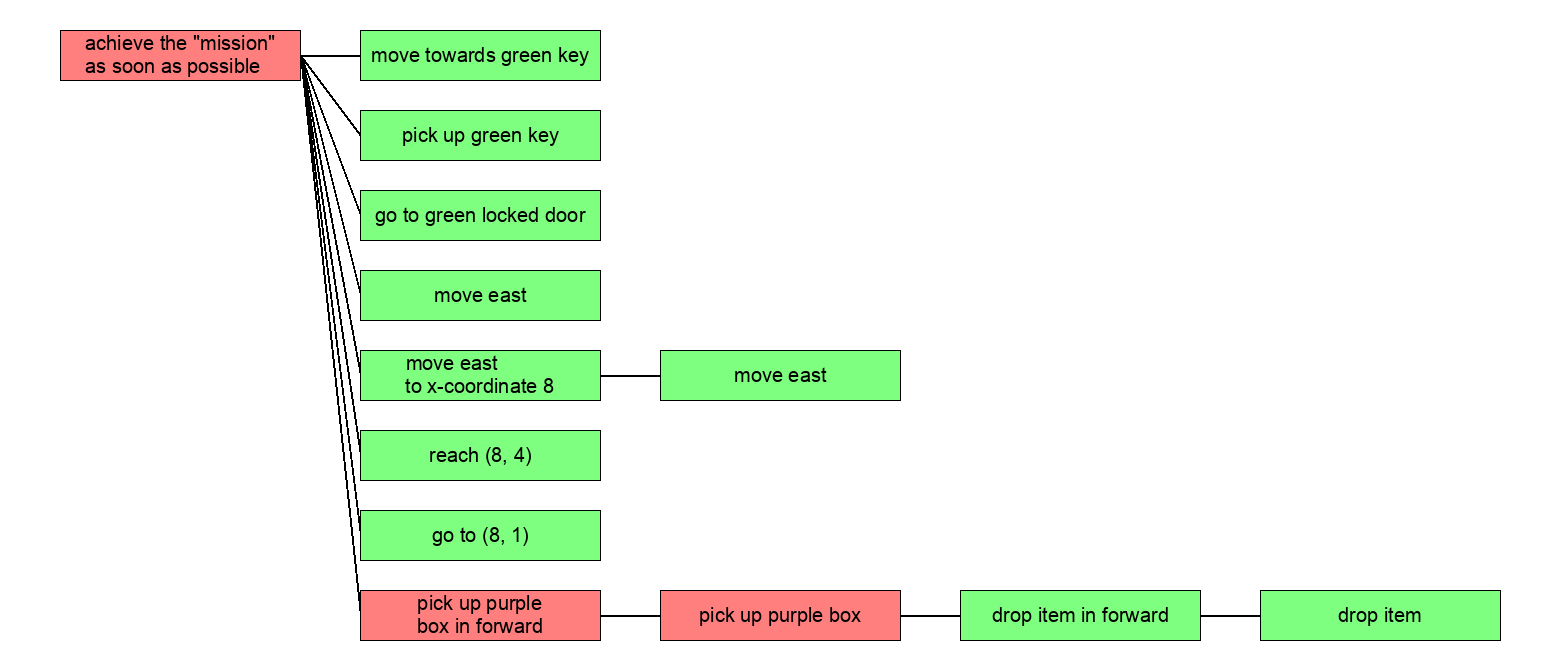 achieve the "mission"
as soon as possible
move towards green key
pick up green key
go to green locked door
move east
move east
to x-coordinate 8
move east
reach (8, 4)
go to (8, 1)
pick up purple
box in forward
pick up purple box
drop item in forward
drop item